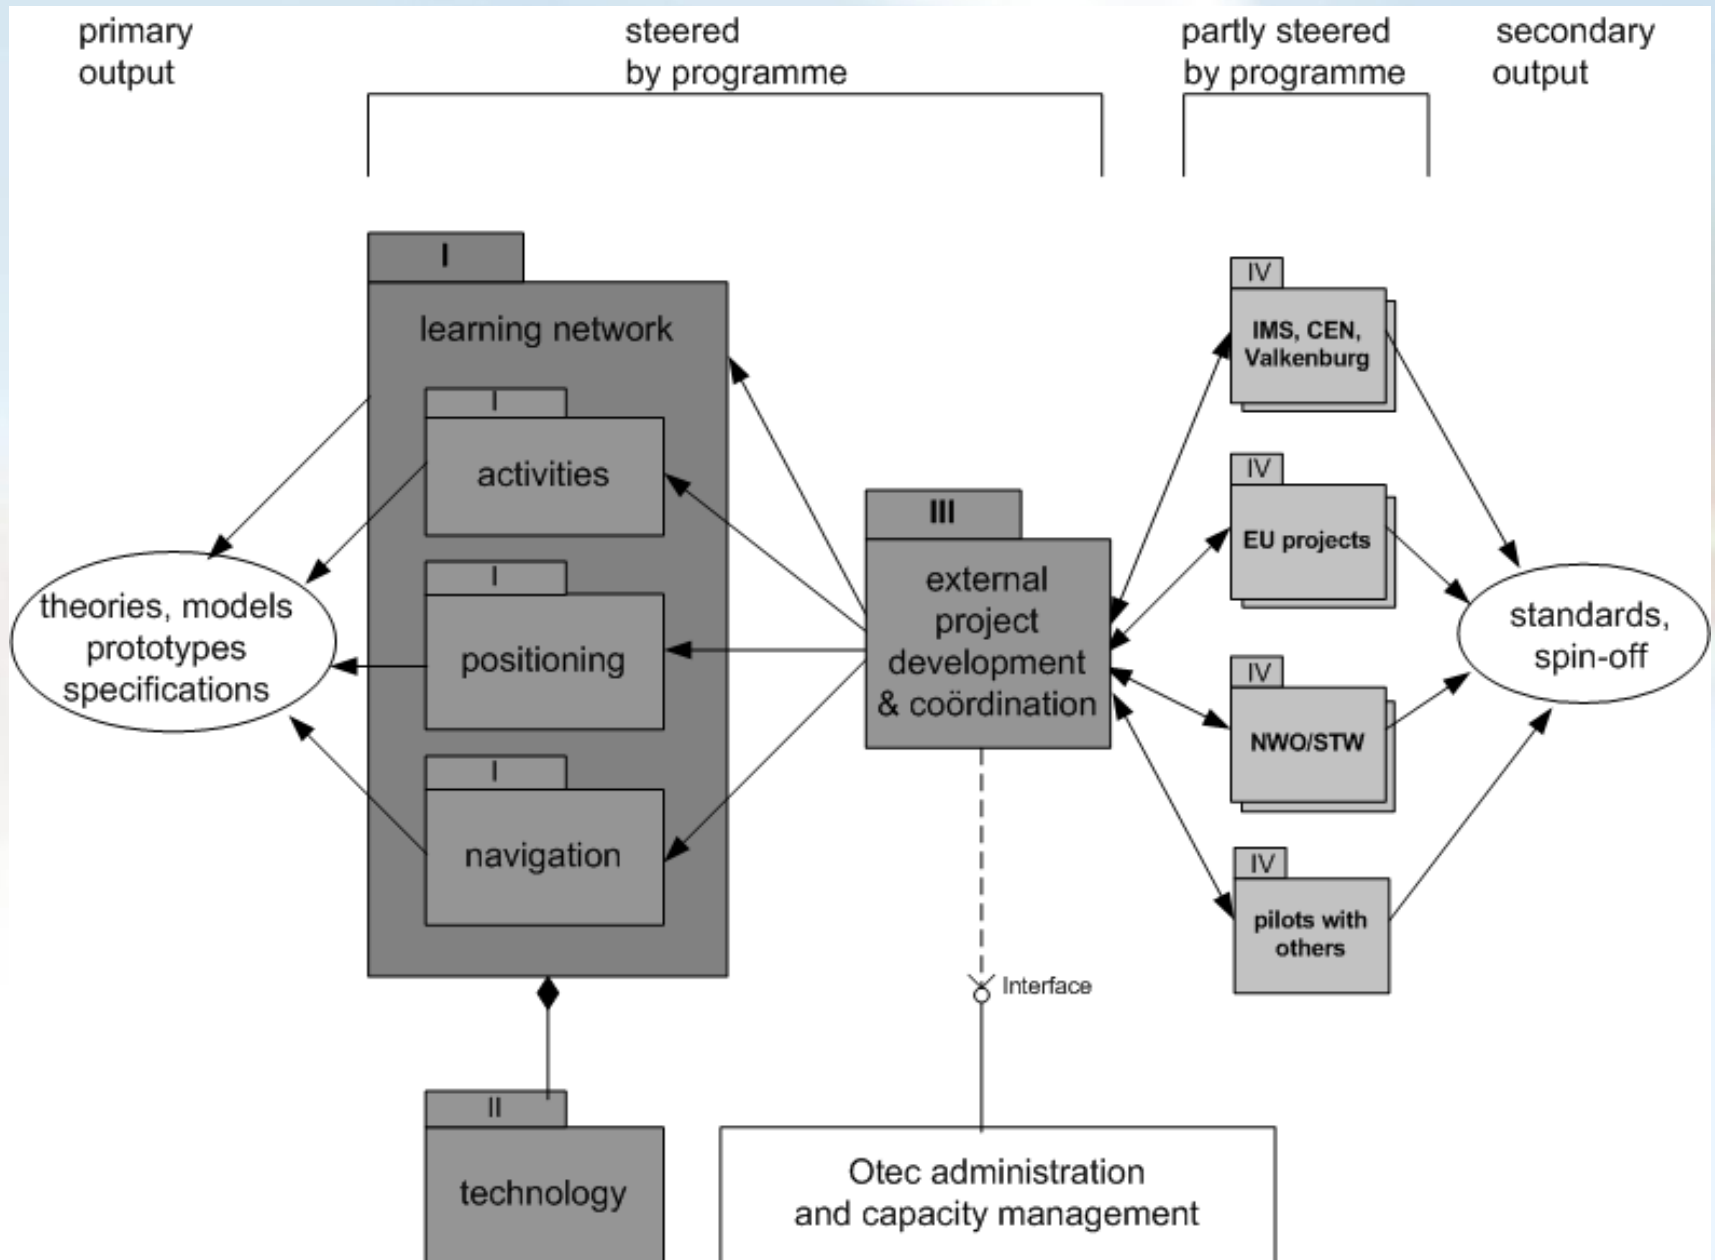 primary
output
steered
by programme
partly steered
by programme
secondary
output
I
learning network
I
activities
I
positioning
I
navigation
theories, models
prototypes
specifications
III
external
project
development
& coördination
IV
IMS, CEN,
Valkenburg
IV
EU projects
IV
NWO/STW
IV
pilots with
others
standards,
spin-off
Interface
II
technology
Otec administration
and capacity management